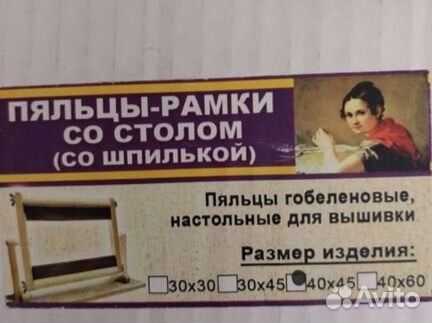 ПЯЛЬЦЫ-РАМКИ
СО СТОЛОМ
(СО ШПИЛЬКОЙ)
Пяльцы гобеленовые,
настольные для вышивки
Размер изделия:
30х30 30х45 40х45 40х60
Avito